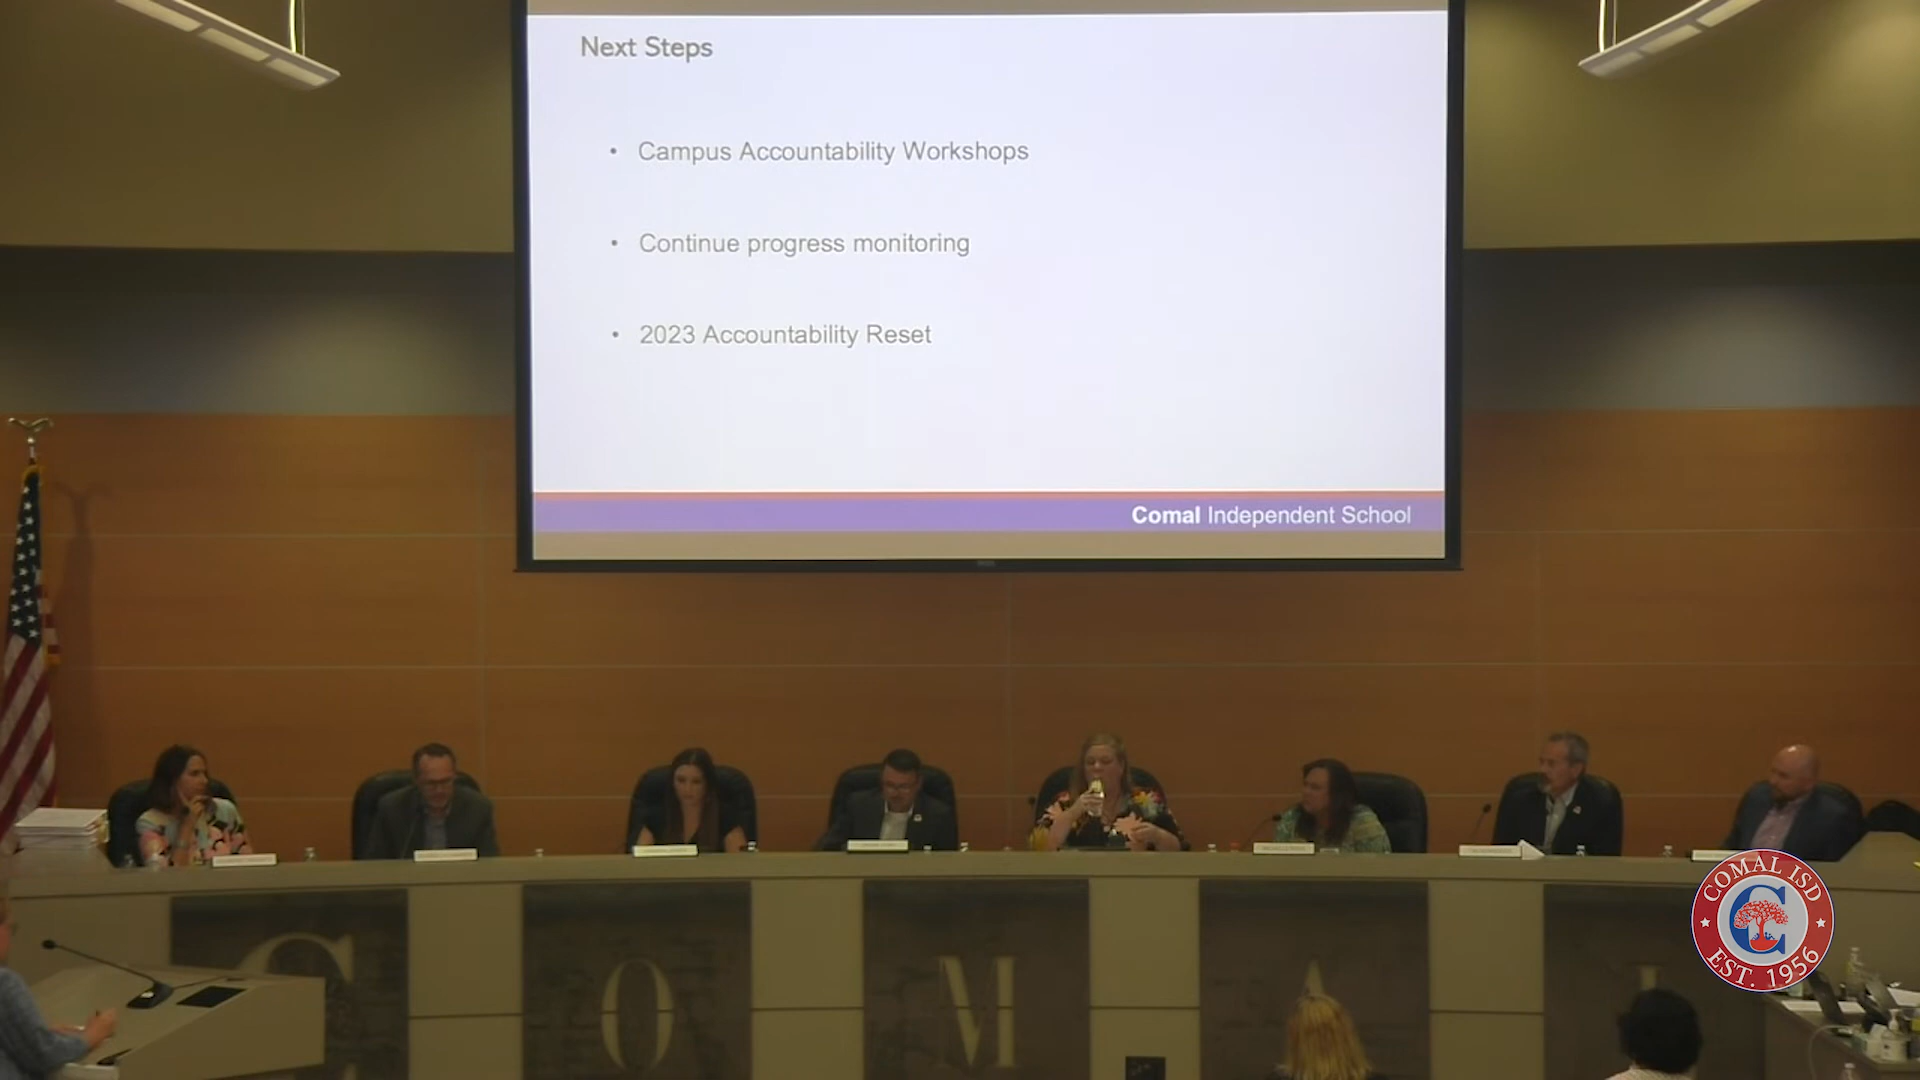 Next Steps
• Campus Accountability Workshops
• Continue progress monitoring
• 2023 Accountability Reset
Comal Independent School
COMAL ISD
C
EST. 1956
C O M A L